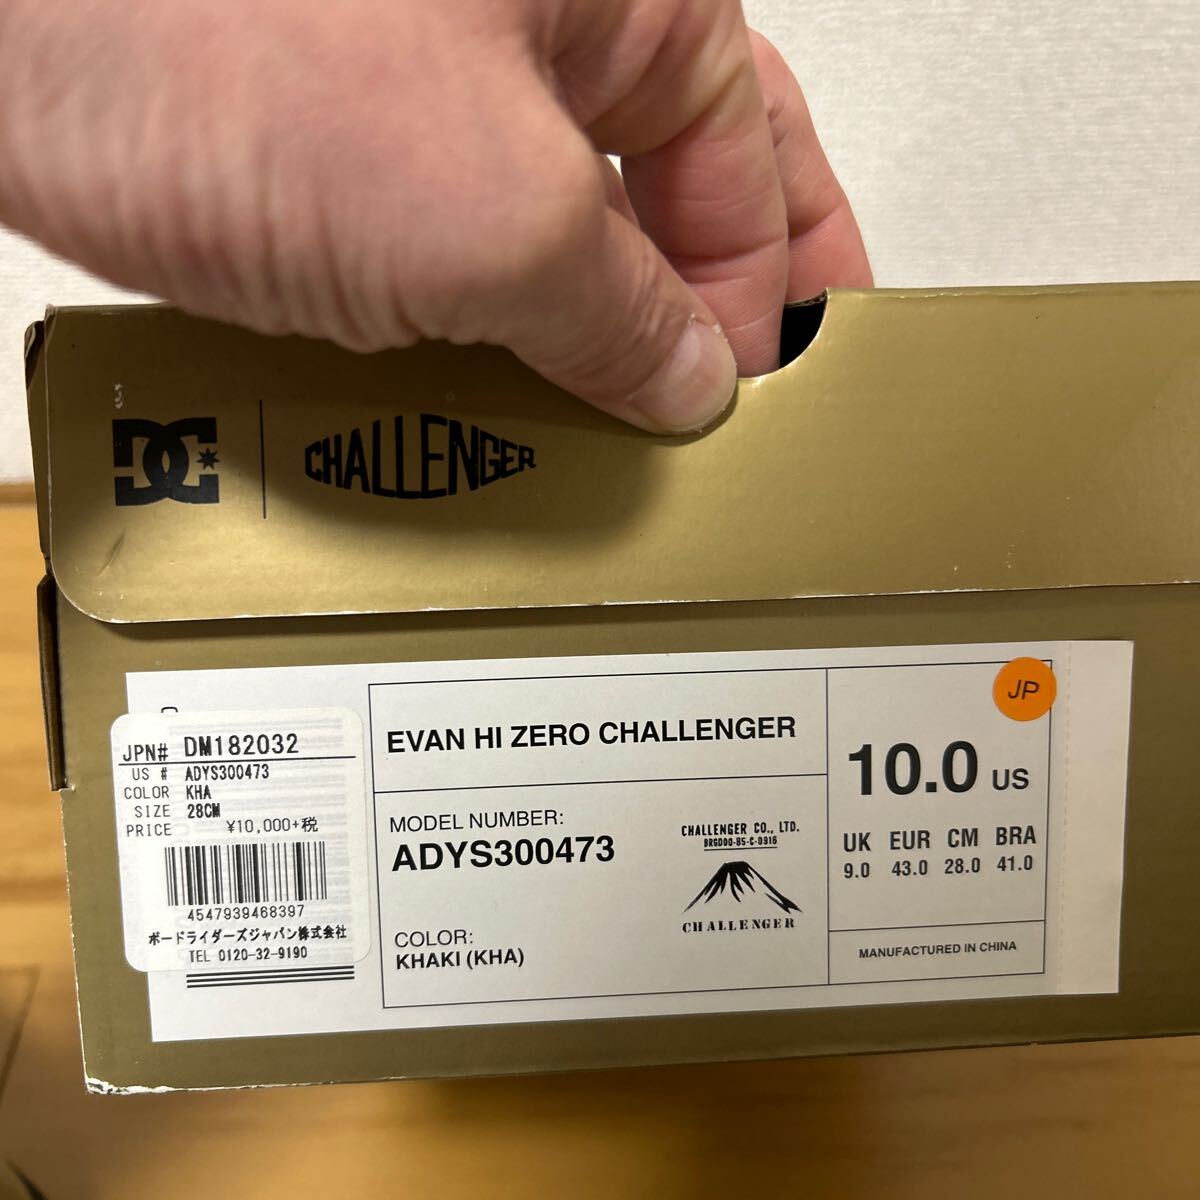 DC
CHALLENGER
JPN# DM182032
US # ADYS300473
COLOR KHA
SIZE 28CM
PRICE ¥10,000+税
4547939468397
ボードライダーズジャパン株式会社
TEL 0120-32-9190
EVAN HI ZERO CHALLENGER
MODEL NUMBER:
ADYS300473
COLOR:
KHAKI (KHA)
CHALLENGER CO., LTD.
BRGD00-85-C-0916
CHALLENGER
JP
10.0 US
UK EUR CM BRA
9.0 43.0 28.0 41.0
MANUFACTURED IN CHINA